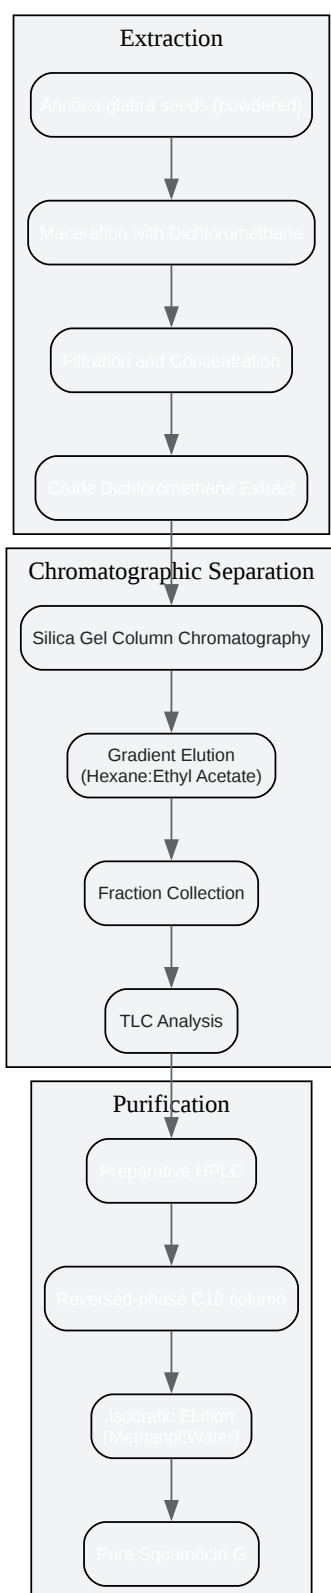 Extraction
Annona glabra seeds (powdered)
Maceration with Dichloromethane
Filtration and Concentration
Crude Dichloromethane Extract
Chromatographic Separation
Silica Gel Column Chromatography
Gradient Elution
(Hexane:Ethyl Acetate)
Fraction Collection
TLC Analysis
Purification
Preparative HPLC
Reversed-phase C18 column
Isocratic Elution
(Methanol:Water)
Pure Squamocin G